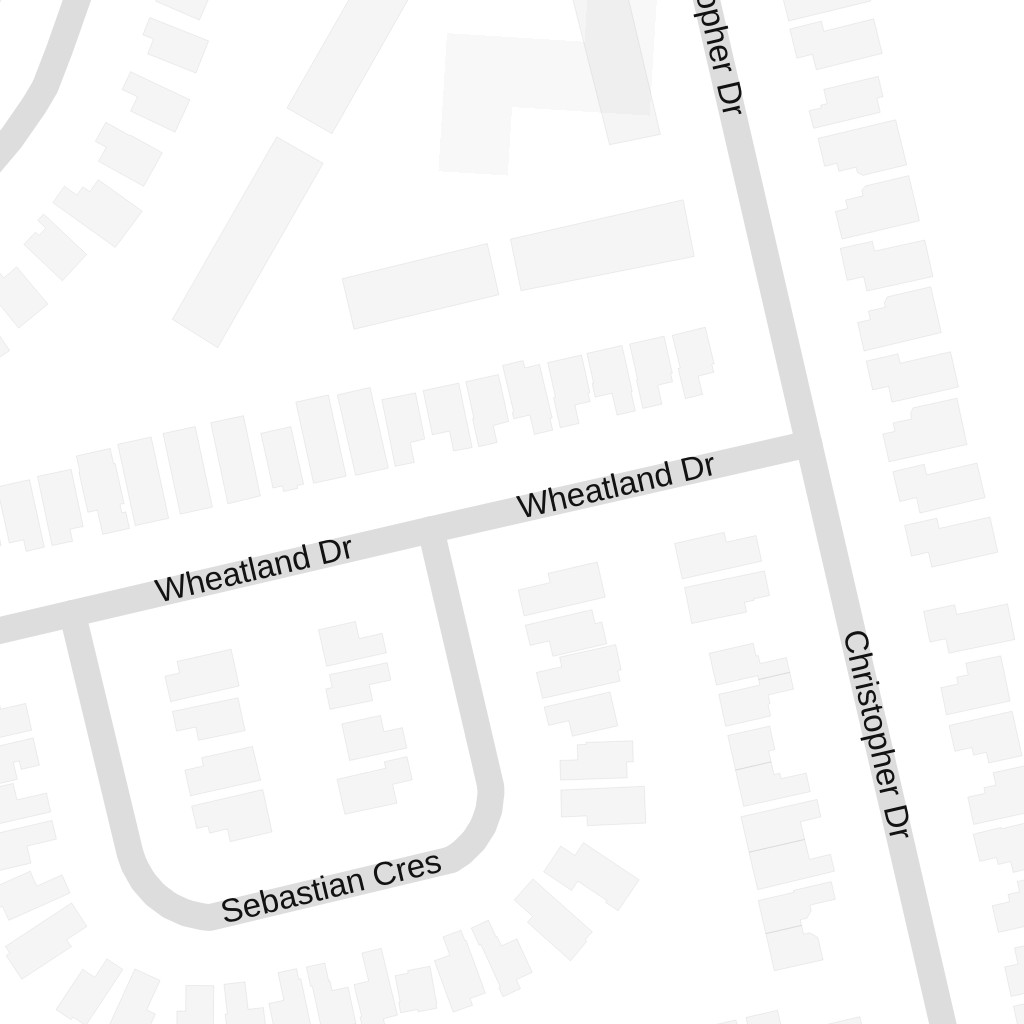 opher Dr
Wheatland Dr
Wheatland Dr
Christopher Dr
Sebastian Cres